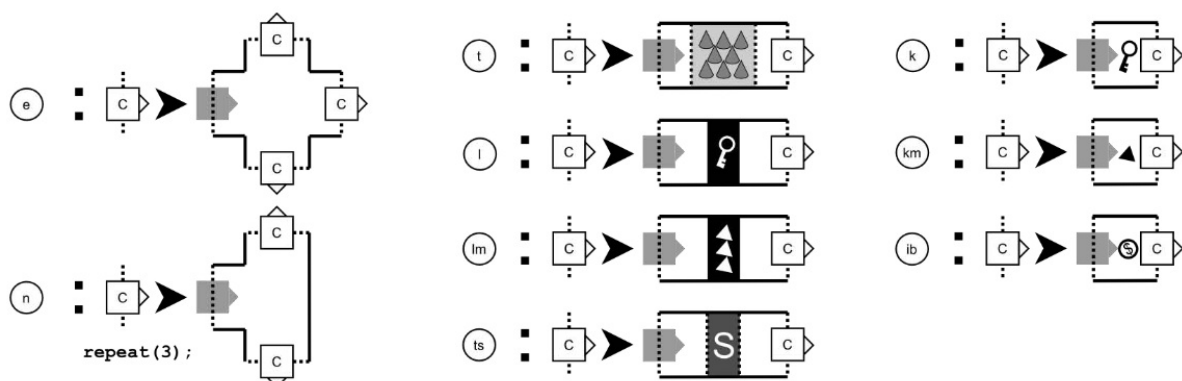 C
t : C C
k : C C
e : C C
C
l : C C
km : C C
C
C
lm : C C
ib : C C $
n : C
repeat(3);
C
ts : C S C